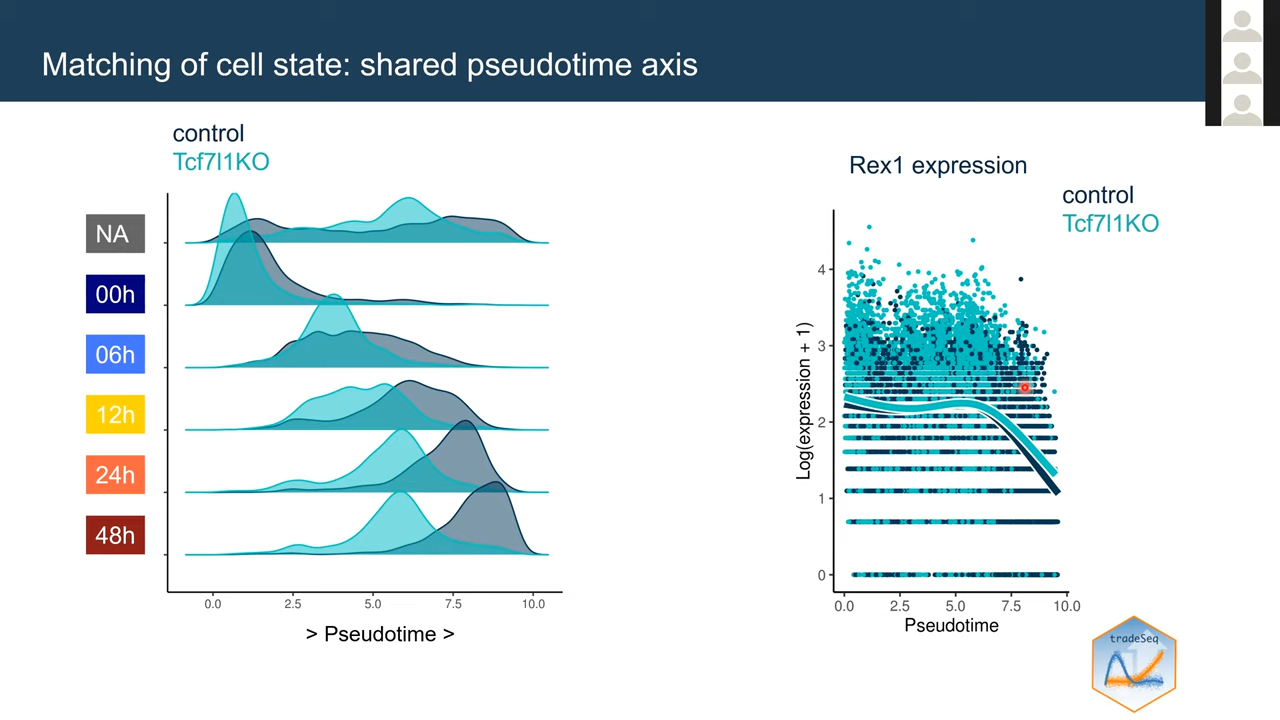 Matching of cell state: shared pseudotime axis
control
Tcf7l1KO
NA
00h
06h
12h
24h
48h
0.0 2.5 5.0 7.5 10.0
> Pseudotime >
Rex1 expression
control
Tcf7l1KO
Log(expression + 1)
4
3
2
1
0
0.0 2.5 5.0 7.5 10.0
Pseudotime
tradeSeq